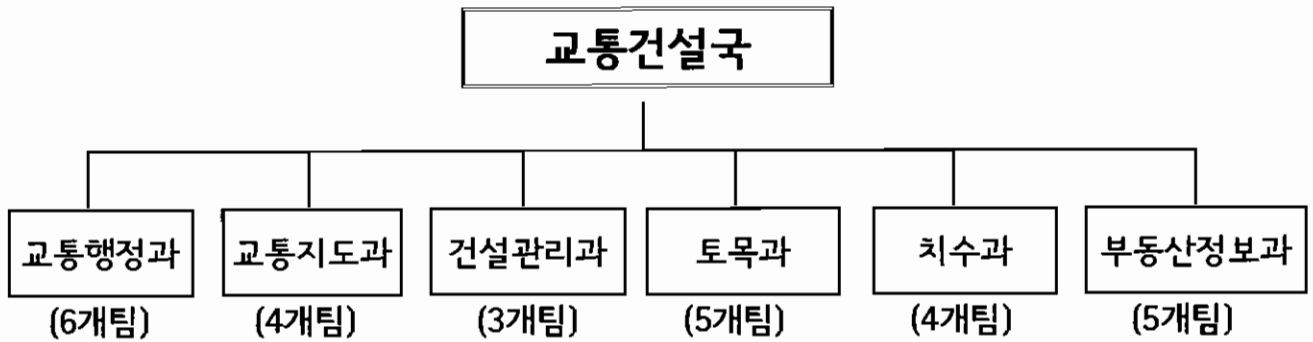 교통건설국
교통행정과 교통지도과 건설관리과 토목과 치수과 부동산정보과
(6개팀) (4개팀) (3개팀) (5개팀) (4개팀) (5개팀)